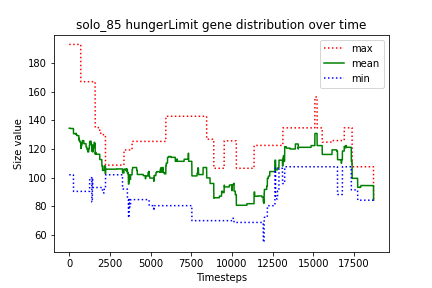 solo_85 hungerLimit gene distribution over time
max
mean
min
Size value
180
160
140
120
100
80
60
0
2500
5000
7500
10000
12500
15000
17500
Timesteps